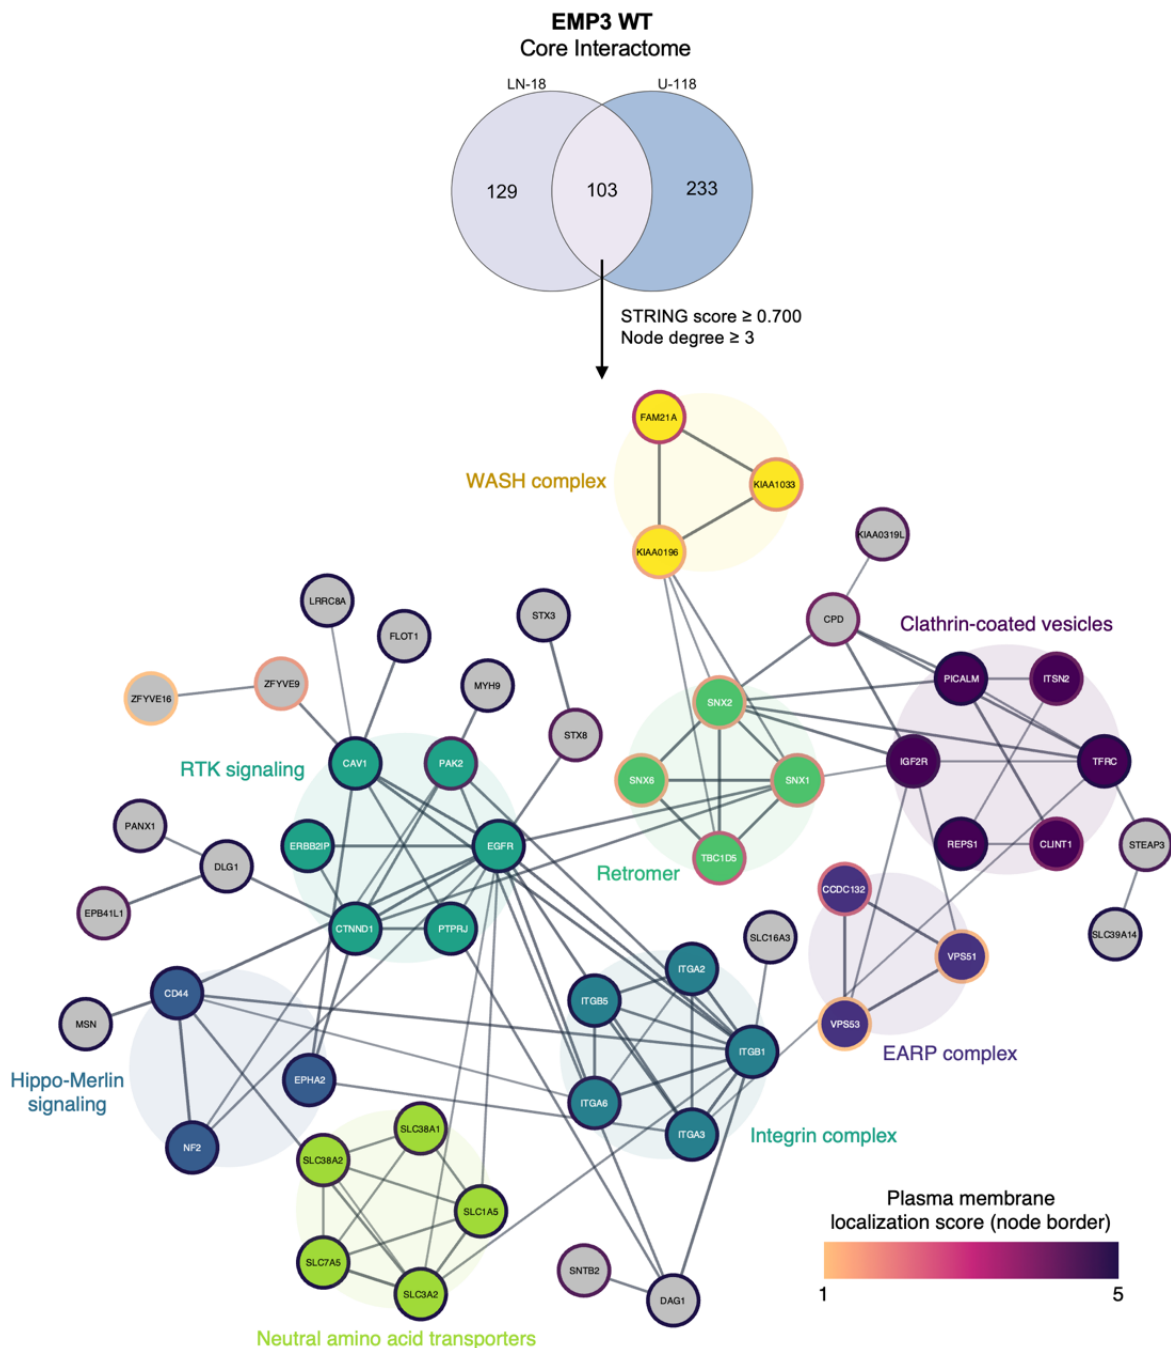 EMP3 WT
Core Interactome
LN-18
U-118
129
103
233
STRING score ≥ 0.700
Node degree ≥ 3
FAM21A
WASH complex
KIAA1033
KIAA0196
KIAA0319L
LRRC8A
STX3
CPD
FLOT1
Clathrin-coated vesicles
PICALM
ITSN2
ZFYVE16
ZFYVE9
MYH9
SNX2
STX8
RTK signaling
CAV1
PAK2
IGF2R
TFRC
SNX6
SNX1
PANX1
ERBB2IP
EGFR
REPS1
CLINT1
STEAP3
DLG1
TBC1D5
Retromer
CCDC132
EPB41L1
CTNND1
PTPRJ
SLC16A3
SLC39A14
VPS51
ITGA2
CD44
ITGB5
MSN
VPS53
ITGB1
EARP complex
Hippo-Merlin
signaling
EPHA2
ITGA6
SLC38A1
ITGA3
Integrin complex
NF2
SLC38A2
SLC1A5
Plasma membrane
localization score (node border)
SLC7A5
SNTB2
SLC3A2
DAG1
1
5
Neutral amino acid transporters